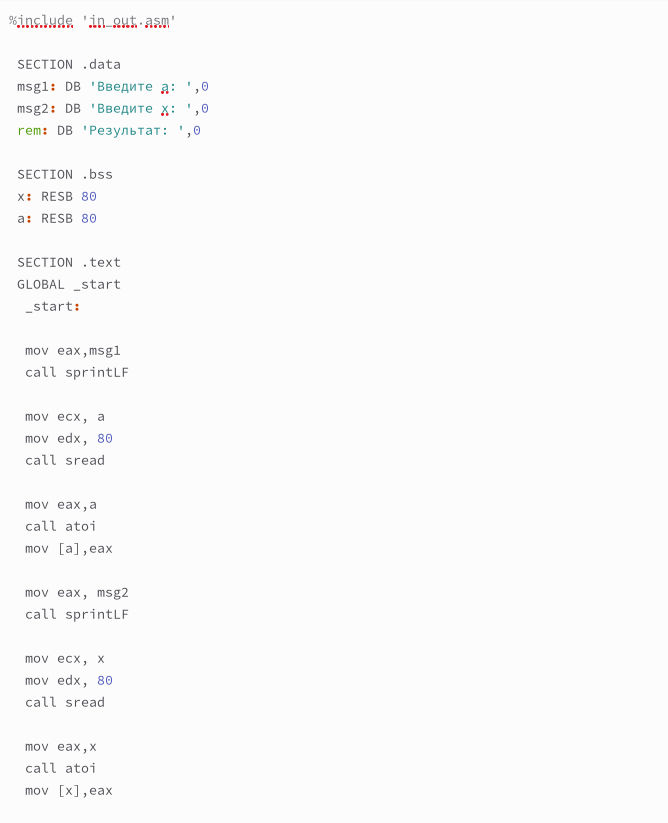 %include 'in_out.asm'
SECTION .data
msg1: DB 'Введите a: ',0
msg2: DB 'Введите x: ',0
rem: DB 'Результат: ',0
SECTION .bss
x: RESB 80
a: RESB 80
SECTION .text
GLOBAL _start
_start:
mov eax,msg1
call sprintLF
mov ecx, a
mov edx, 80
call sread
mov eax,a
call atoi
mov [a],eax
mov eax, msg2
call sprintLF
mov ecx, x
mov edx, 80
call sread
mov eax,x
call atoi
mov [x],eax